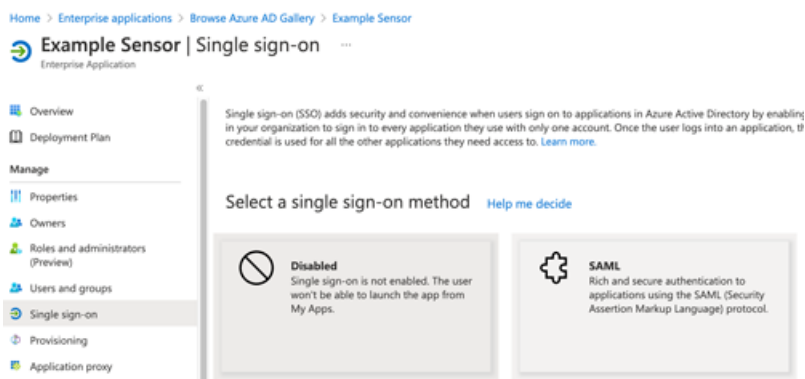 Home > Enterprise applications > Browse Azure AD Gallery > Example Sensor
Example Sensor | Single sign-on ...
Enterprise Application
«
Overview
Deployment Plan
Manage
Properties
Owners
Roles and administrators
(Preview)
Users and groups
Single sign-on
Provisioning
Application proxy
Single sign-on (SSO) adds security and convenience when users sign on to applications in Azure Active Directory by enabling
in your organization to sign in to every application they use with only one account. Once the user logs into an application, th
credential is used for all the other applications they need access to. Learn more.
Select a single sign-on method Help me decide
Disabled
Single sign-on is not enabled. The user
won't be able to launch the app from
My Apps.
SAML
Rich and secure authentication to
applications using the SAML (Security
Assertion Markup Language) protocol.